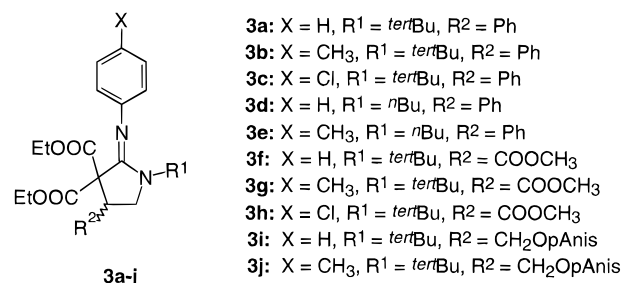 X
N
EtOOC
N
R1
EtOOC
R2
3a-j
3a: X = H, R1 = tertBu, R2 = Ph
3b: X = CH3, R1 = tertBu, R2 = Ph
3c: X = Cl, R1 = tertBu, R2 = Ph
3d: X = H, R1 = nBu, R2 = Ph
3e: X = CH3, R1 = nBu, R2 = Ph
3f: X = H, R1 = tertBu, R2 = COOCH3
3g: X = CH3, R1 = tertBu, R2 = COOCH3
3h: X = Cl, R1 = tertBu, R2 = COOCH3
3i: X = H, R1 = tertBu, R2 = CH2OpAnis
3j: X = CH3, R1 = tertBu, R2 = CH2OpAnis